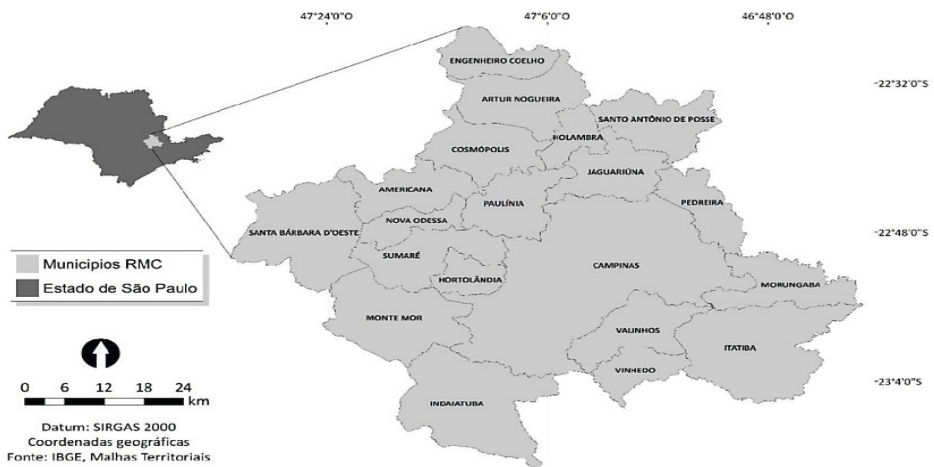 47°24'0"O
47°6'0"O
46°48'0"O
ENGENHEIRO COELHO
22°32'0"S
ARTUR NOGUEIRA
SANTO ANTÔNIO DE POSSE
HOLAMBRA
COSMÓPOLIS
JAGUARIÚNA
AMERICANA
PAULÍNIA
PEDREIRA
NOVA ODESSA
SANTA BÁRBARA D'OESTE
22°48'0"S
SUMARÉ
CAMPINAS
HORTOLÂNDIA
MORUNGABA
MONTE MOR
VALINHOS
ITATIBA
VINHEDO
23°4'0"S
INDAIATUBA
Municipios RMC
Estado de São Paulo
0 6 12 18 24
km
Datum: SIRGAS 2000
Coordenadas geográficas
Fonte: IBGE, Malhas Territoriais